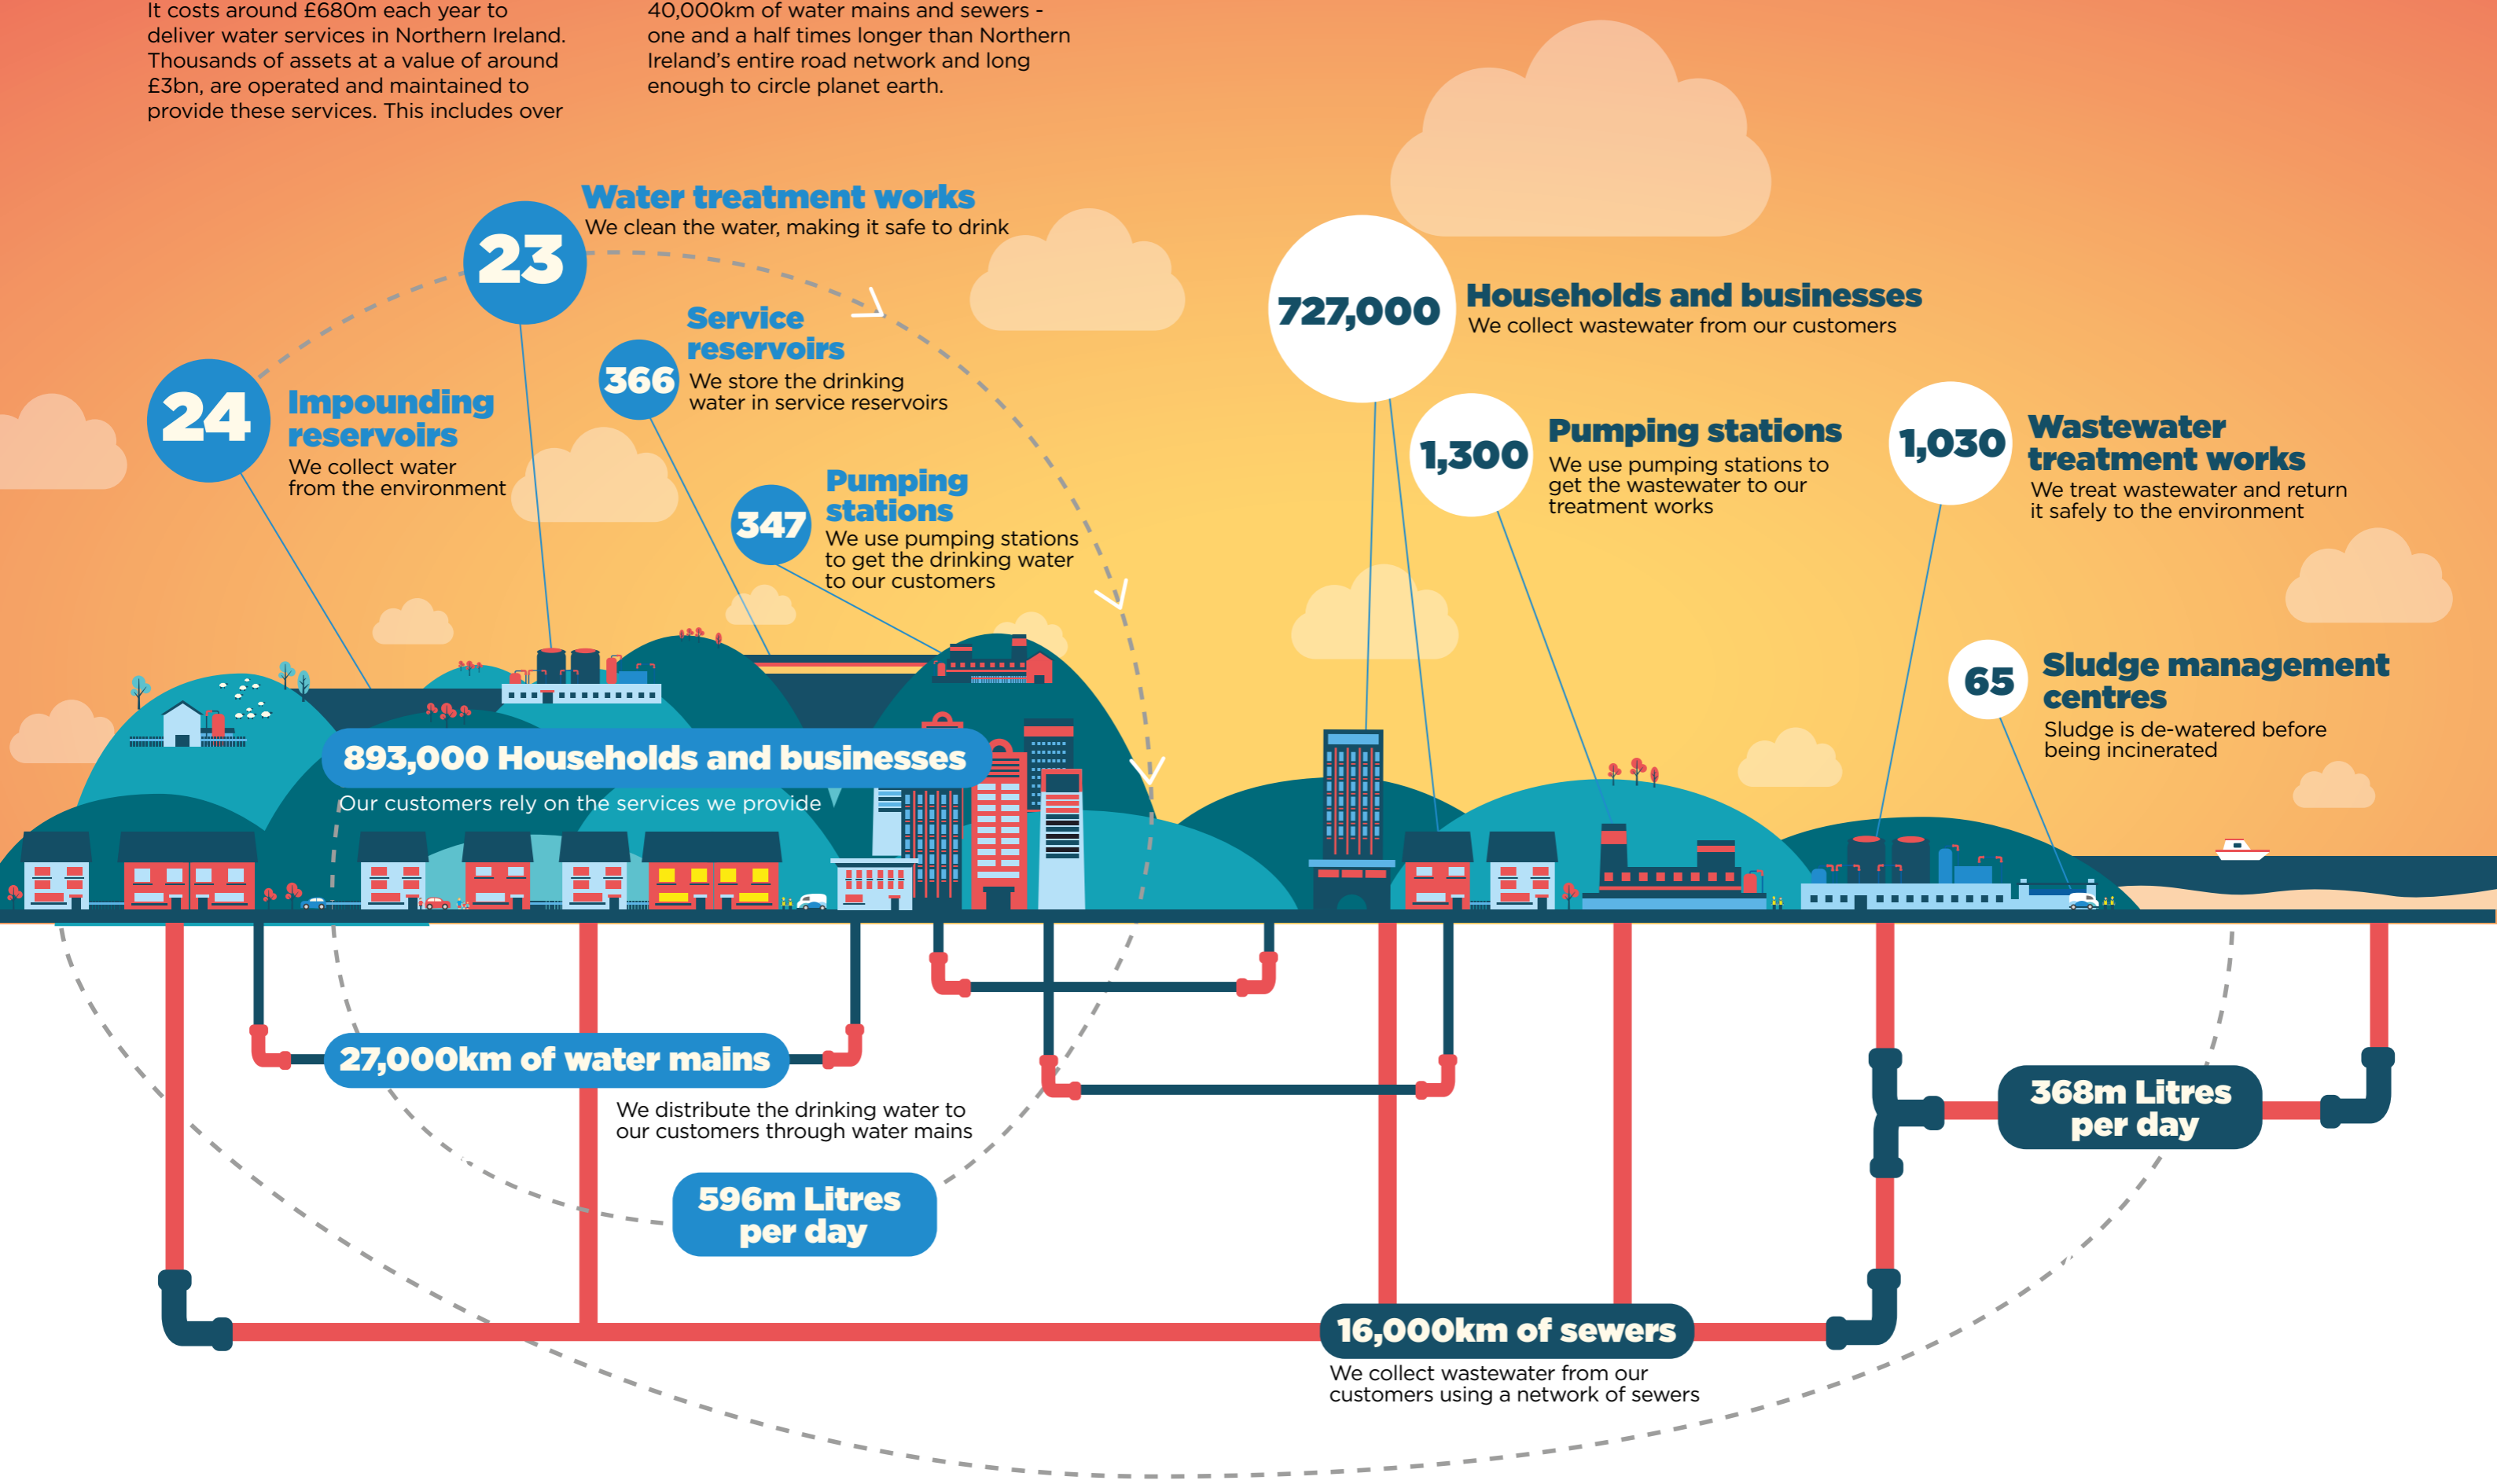 It costs around £680m each year to
deliver water services in Northern Ireland.
Thousands of assets at a value of around
£3bn, are operated and maintained to
provide these services. This includes over
40,000km of water mains and sewers -
one and a half times longer than Northern
Ireland's entire road network and long
enough to circle planet earth.
23
Water treatment works
We clean the water, making it safe to drink
24
Impounding
reservoirs
We collect water
from the environment
366
Service
reservoirs
We store the drinking
water in service reservoirs
347
Pumping
stations
We use pumping stations
to get the drinking water
to our customers
727,000
Households and businesses
We collect wastewater from our customers
1,300
Pumping stations
We use pumping stations to
get the wastewater to our
treatment works
1,030
Wastewater
treatment works
We treat wastewater and return
it safely to the environment
65
Sludge management
centres
Sludge is de-watered before
being incinerated
893,000 Households and businesses
Our customers rely on the services we provide
27,000km of water mains
We distribute the drinking water to
our customers through water mains
596m Litres
per day
368m Litres
per day
16,000km of sewers
We collect wastewater from our
customers using a network of sewers